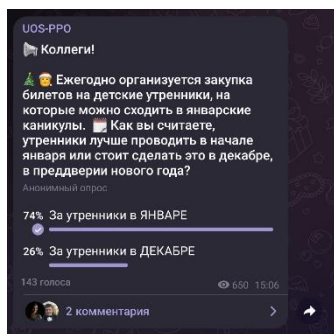 UOS-PPO
Коллеги!
Ежегодно организуется закупка
билетов на детские утренники, на
которые можно сходить в январские
каникулы. Как вы считаете,
утренники лучше проводить в начале
января или стоит сделать это в декабре,
в преддверии нового года?
Анонимный опрос
74% За утренники в ЯНВАРЕ
26% За утренники в ДЕКАБРЕ
143 голоса 650 15:06
2 комментария